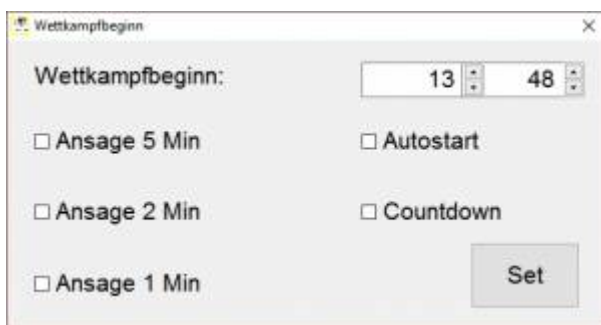 Wettkampfbeginn
Wettkampfbeginn: 13 48
Ansage 5 Min Autostart
Ansage 2 Min Countdown
Ansage 1 Min Set